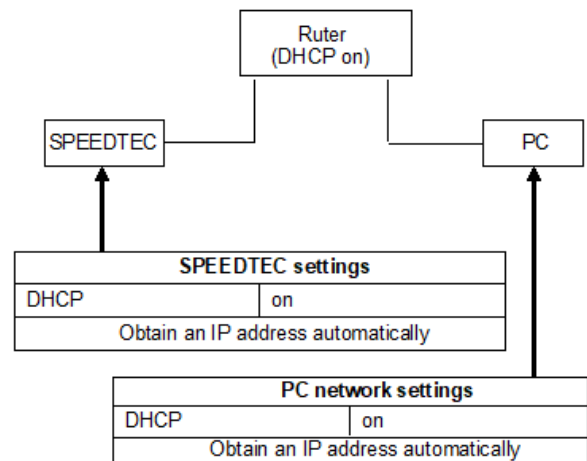 Ruter
(DHCP on)
SPEEDTEC
PC
SPEEDTEC settings
DHCP on
Obtain an IP address automatically
PC network settings
DHCP on
Obtain an IP address automatically